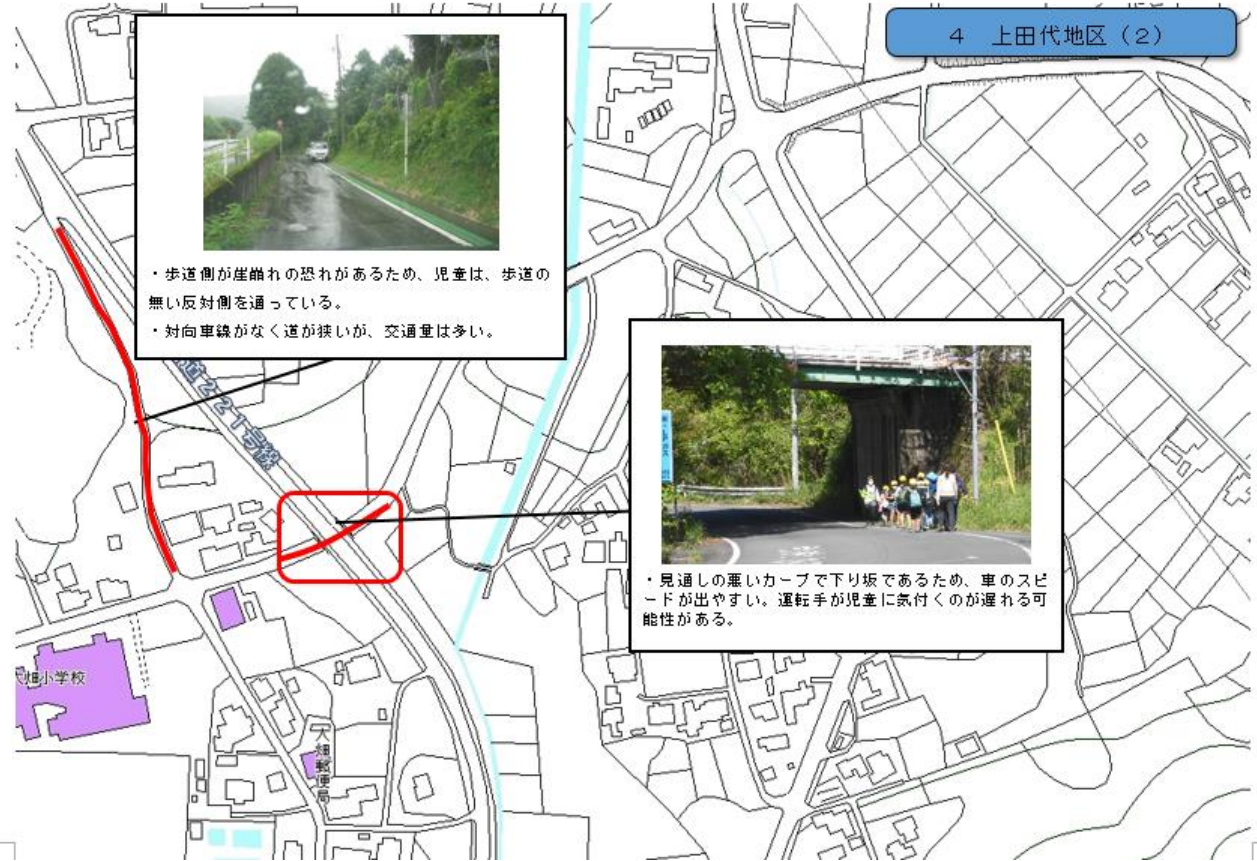 4 上田代地区（2）
・歩道側が崖崩れの恐れがあるため、児童は、歩道の
無い反対側を通っている。
・対向車線がなく道が狭いが、交通量は多い。
道221号線
・見通しの悪いカーブで下り坂であるため、車のスピ
ードが出やすい。運転手が児童に気付くのが遅れる可
能性がある。
大畑小学校
大畑郵便局